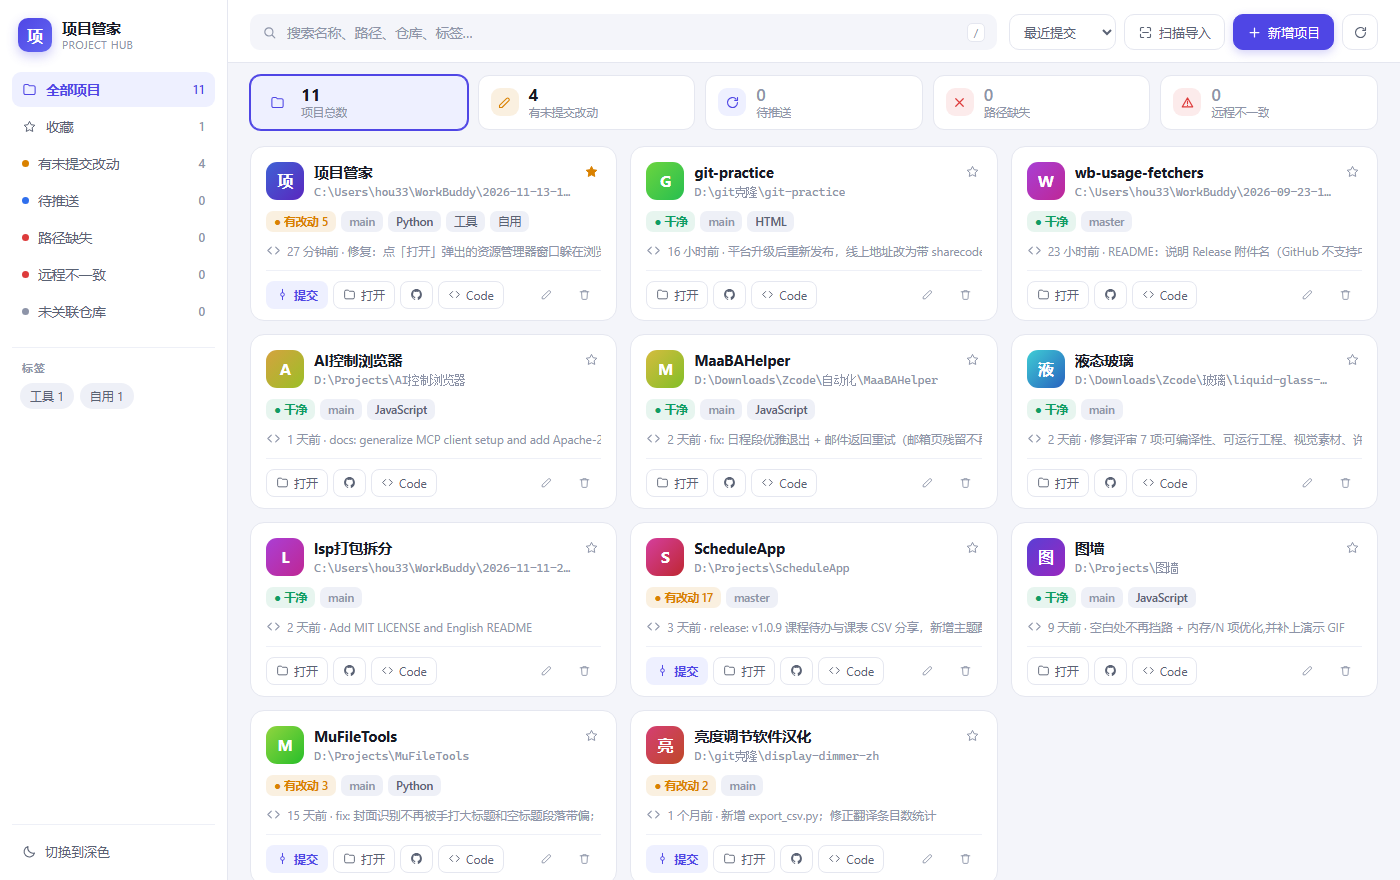 项 项目管家
PROJECT HUB
全部项目 11
收藏 1
有未提交改动 4
待推送 0
路径缺失 0
远程不一致 0
未关联仓库 0
标签
工具 1 自用 1
切换到深色
搜索名称、路径、仓库、标签... /
最近提交
扫描导入
新增项目
11 项目总数
4 有未提交改动
0 待推送
0 路径缺失
0 远程不一致
项 项目管家
C:\Users\hou33\WorkBuddy\2026-11-13-1…
有改动 5 main Python 工具 自用
27 分钟前 · 修复：点「打开」弹出的资源管理器窗口躲在浏览
提交 打开 Code
G git-practice
D:\git克隆\git-practice
干净 main HTML
16 小时前 · 平台升级后重新发布，线上地址改为带 sharecode
打开 Code
W wb-usage-fetchers
C:\Users\hou33\WorkBuddy\2026-09-23-1…
干净 master
23 小时前 · README：说明 Release 附件名（GitHub 不支持中
打开 Code
A AI控制浏览器
D:\Projects\AI控制浏览器
干净 main JavaScript
1 天前 · docs: generalize MCP client setup and add Apache-2
打开 Code
M MaaBAHelper
D:\Downloads\Zcode\自动化\MaaBAHelper
干净 main JavaScript
2 天前 · fix: 日程段优雅退出 + 邮件返回重试（邮箱页残留不再
打开 Code
液 液态玻璃
D:\Downloads\Zcode\玻璃\liquid-glass-…
干净 main
2 天前 · 修复评审 7 项:可编译性、可运行工程、视觉素材、许
打开 Code
L lsp打包拆分
C:\Users\hou33\WorkBuddy\2026-11-11-2…
干净 main
2 天前 · Add MIT LICENSE and English README
打开 Code
S ScheduleApp
D:\Projects\ScheduleApp
有改动 17 master
3 天前 · release: v1.0.9 课程待办与课表 CSV 分享，新增主题
提交 打开 Code
图 图墙
D:\Projects\图墙
干净 main JavaScript
9 天前 · 空白处不再挡路 + 内存/N 项优化,并补上演示 GIF
打开 Code
M MuFileTools
D:\Projects\MuFileTools
有改动 3 main Python
15 天前 · fix: 封面识别不再被手打大标题和空标题段落带偏；
提交 打开 Code
亮 亮度调节软件汉化
D:\git克隆\display-dimmer-zh
有改动 2 main
1 个月前 · 新增 export_csv.py；修正翻译条目数统计
提交 打开 Code